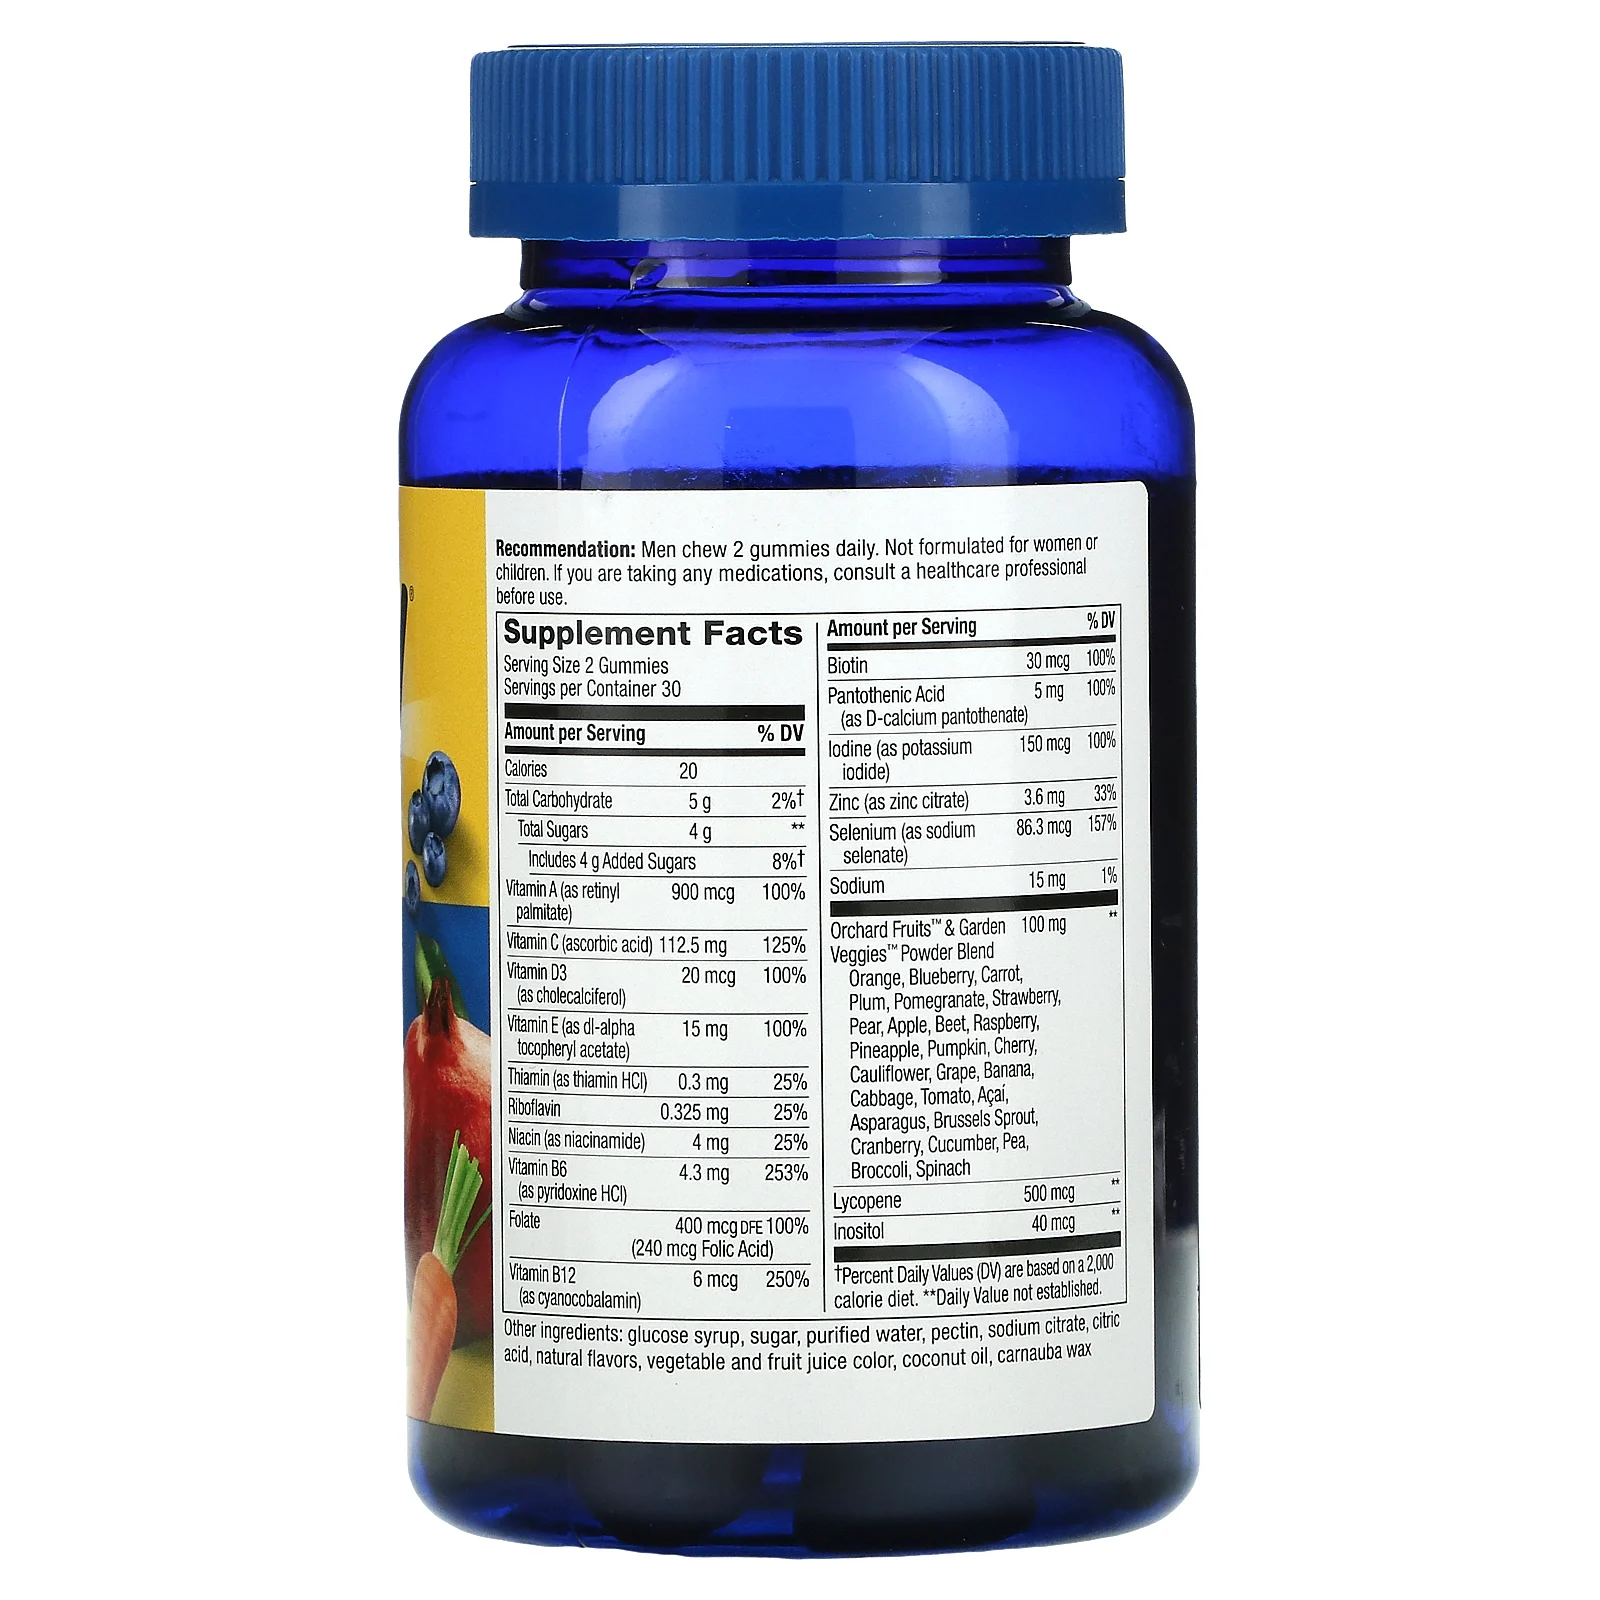 Recommendation: Men chew 2 gummies daily. Not formulated for women or
children. If you are taking any medications, consult a healthcare professional
before use.
Supplement Facts
Serving Size 2 Gummies
Servings per Container 30
Amount per Serving % DV
Calories 20
Total Carbohydrate 5 g 2%†
Total Sugars 4 g **
Includes 4 g Added Sugars 8%†
Vitamin A (as retinyl 900 mcg 100%
palmitate)
Vitamin C (ascorbic acid) 112.5 mg 125%
Vitamin D3 20 mcg 100%
(as cholecalciferol)
Vitamin E (as dl-alpha 15 mg 100%
tocopheryl acetate)
Thiamin (as thiamin HCl) 0.3 mg 25%
Riboflavin 0.325 mg 25%
Niacin (as niacinamide) 4 mg 25%
Vitamin B6 4.3 mg 253%
(as pyridoxine HCl)
Folate 400 mcg DFE 100%
(240 mcg Folic Acid)
Vitamin B12 6 mcg 250%
(as cyanocobalamin)
Amount per Serving % DV
Biotin 30 mcg 100%
Pantothenic Acid 5 mg 100%
(as D-calcium pantothenate)
Iodine (as potassium 150 mcg 100%
iodide)
Zinc (as zinc citrate) 3.6 mg 33%
Selenium (as sodium 86.3 mcg 157%
selenate)
Sodium 15 mg 1%
Orchard Fruits™ & Garden 100 mg **
Veggies™ Powder Blend
Orange, Blueberry, Carrot,
Plum, Pomegranate, Strawberry,
Pear, Apple, Beet, Raspberry,
Pineapple, Pumpkin, Cherry,
Cauliflower, Grape, Banana,
Cabbage, Tomato, Açaí,
Asparagus, Brussels Sprout,
Cranberry, Cucumber, Pea,
Broccoli, Spinach
Lycopene 500 mcg **
Inositol 40 mcg **
†Percent Daily Values (DV) are based on a 2,000
calorie diet. **Daily Value not established.
Other ingredients: glucose syrup, sugar, purified water, pectin, sodium citrate, citric
acid, natural flavors, vegetable and fruit juice color, coconut oil, carnauba wax